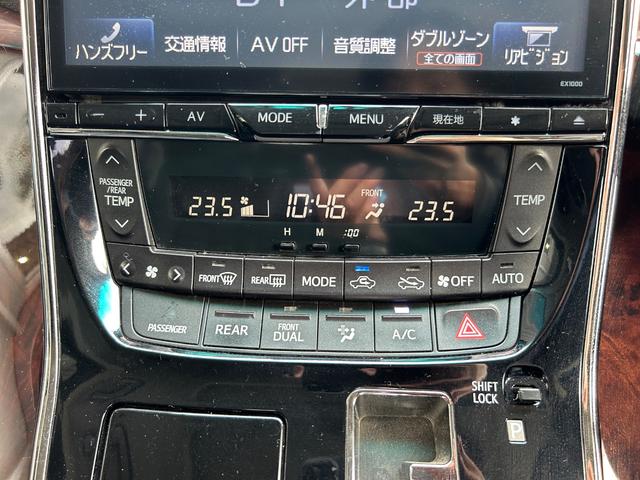 ハンズフリー 交通情報 AV OFF 音質調整 ダブルゾーン リアビジョン
全ての画面
EX1000
− + AV MODE MENU 現在地 * ▲
PASSENGER
/REAR
TEMP
23.5 10:46 FRONT 23.5
TEMP
H M :00
FRONT REAR MODE OFF AUTO
PASSENGER REAR FRONT DUAL A/C
SHIFT
LOCK
P